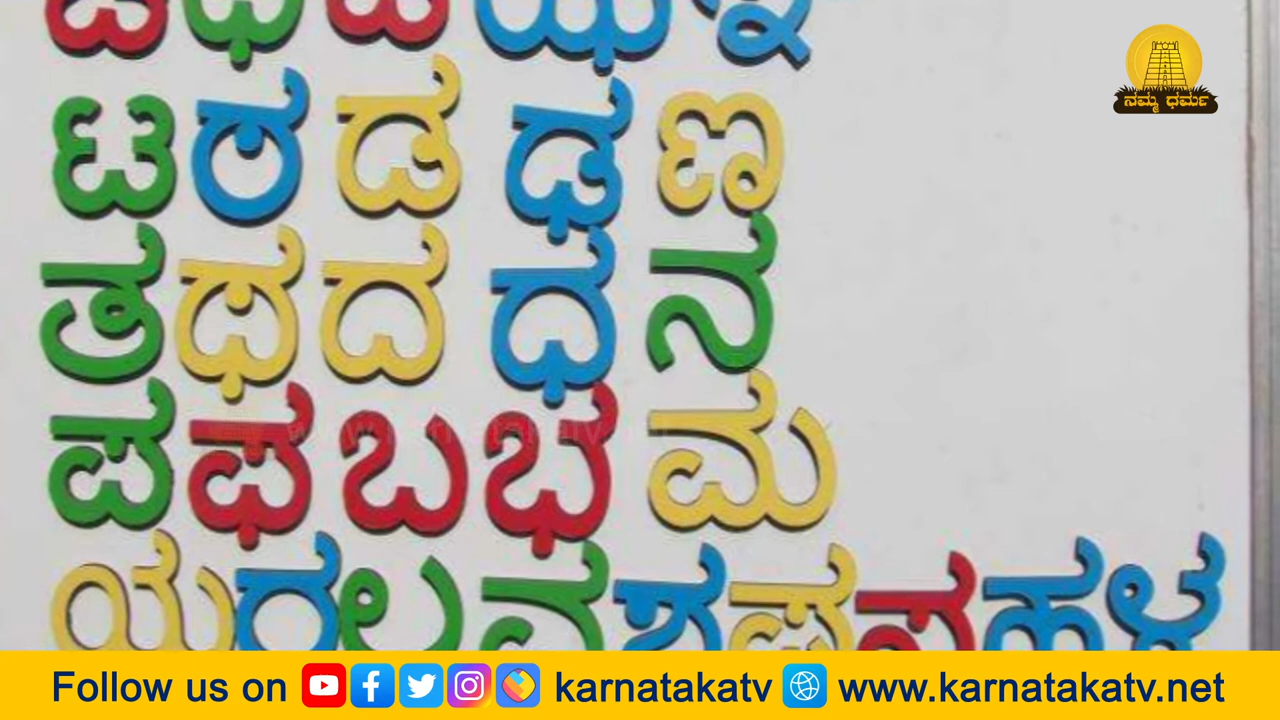 ನಮ್ಮ ಧರ್ಮ
ಟ ಠ ಡ ಢ ಣ
ತ ಥ ದ ಧ ನ
ಪ ಫ ಬ ಭ ಮ
ಯ ರ ಲ ವ ಶ ಷ ಸ ಹ ಳ
Follow us on karnatakatv www.karnatakatv.net